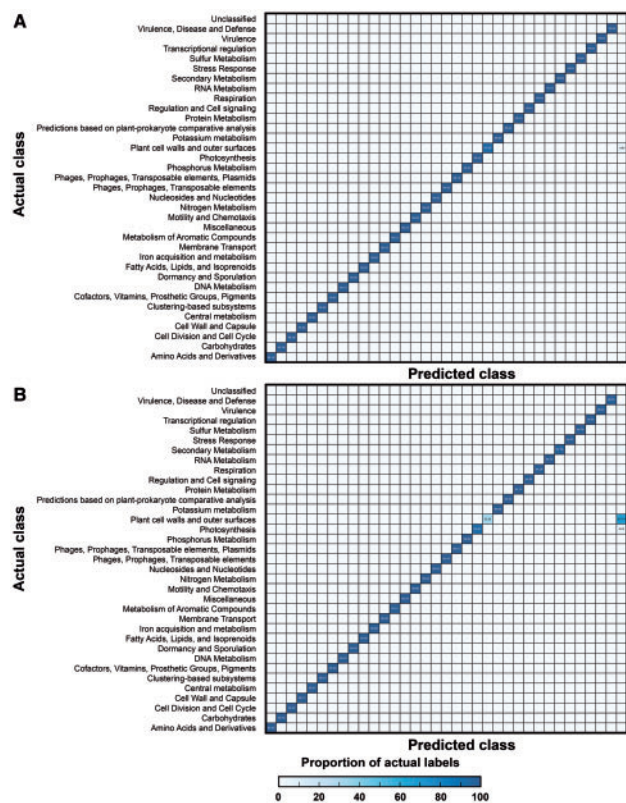 A
Actual class
Unclassified
Virulence, Disease and Defense
Virulence
Transcriptional regulation
Sulfur Metabolism
Stress Response
Secondary Metabolism
RNA Metabolism
Respiration
Regulation and Cell signaling
Protein Metabolism
Predictions based on plant-prokaryote comparative analysis
Potassium metabolism
Plant cell walls and outer surfaces
Photosynthesis
Phosphorus Metabolism
Phages, Prophages, Transposable elements, Plasmids
Phages, Prophages, Transposable elements
Nucleosides and Nucleotides
Nitrogen Metabolism
Motility and Chemotaxis
Miscellaneous
Metabolism of Aromatic Compounds
Membrane Transport
Iron acquisition and metabolism
Fatty Acids, Lipids, and Isoprenoids
Dormancy and Sporulation
DNA Metabolism
Cofactors, Vitamins, Prosthetic Groups, Pigments
Clustering-based subsystems
Central metabolism
Cell Wall and Capsule
Cell Division and Cell Cycle
Carbohydrates
Amino Acids and Derivatives
Predicted class
B
Actual class
Unclassified
Virulence, Disease and Defense
Virulence
Transcriptional regulation
Sulfur Metabolism
Stress Response
Secondary Metabolism
RNA Metabolism
Respiration
Regulation and Cell signaling
Protein Metabolism
Predictions based on plant-prokaryote comparative analysis
Potassium metabolism
Plant cell walls and outer surfaces
Photosynthesis
Phosphorus Metabolism
Phages, Prophages, Transposable elements, Plasmids
Phages, Prophages, Transposable elements
Nucleosides and Nucleotides
Nitrogen Metabolism
Motility and Chemotaxis
Miscellaneous
Metabolism of Aromatic Compounds
Membrane Transport
Iron acquisition and metabolism
Fatty Acids, Lipids, and Isoprenoids
Dormancy and Sporulation
DNA Metabolism
Cofactors, Vitamins, Prosthetic Groups, Pigments
Clustering-based subsystems
Central metabolism
Cell Wall and Capsule
Cell Division and Cell Cycle
Carbohydrates
Amino Acids and Derivatives
Predicted class
Proportion of actual labels
0 20 40 60 80 100